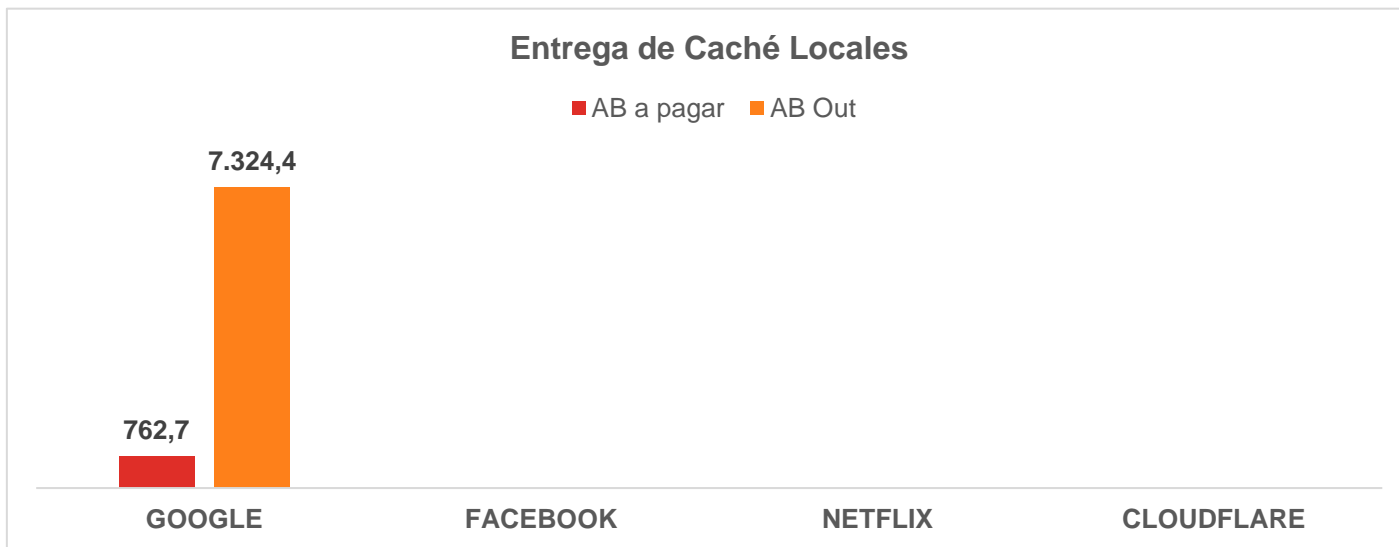 Entrega de Caché Locales
AB a pagar AB Out
7.324,4
762,7
GOOGLE FACEBOOK NETFLIX CLOUDFLARE